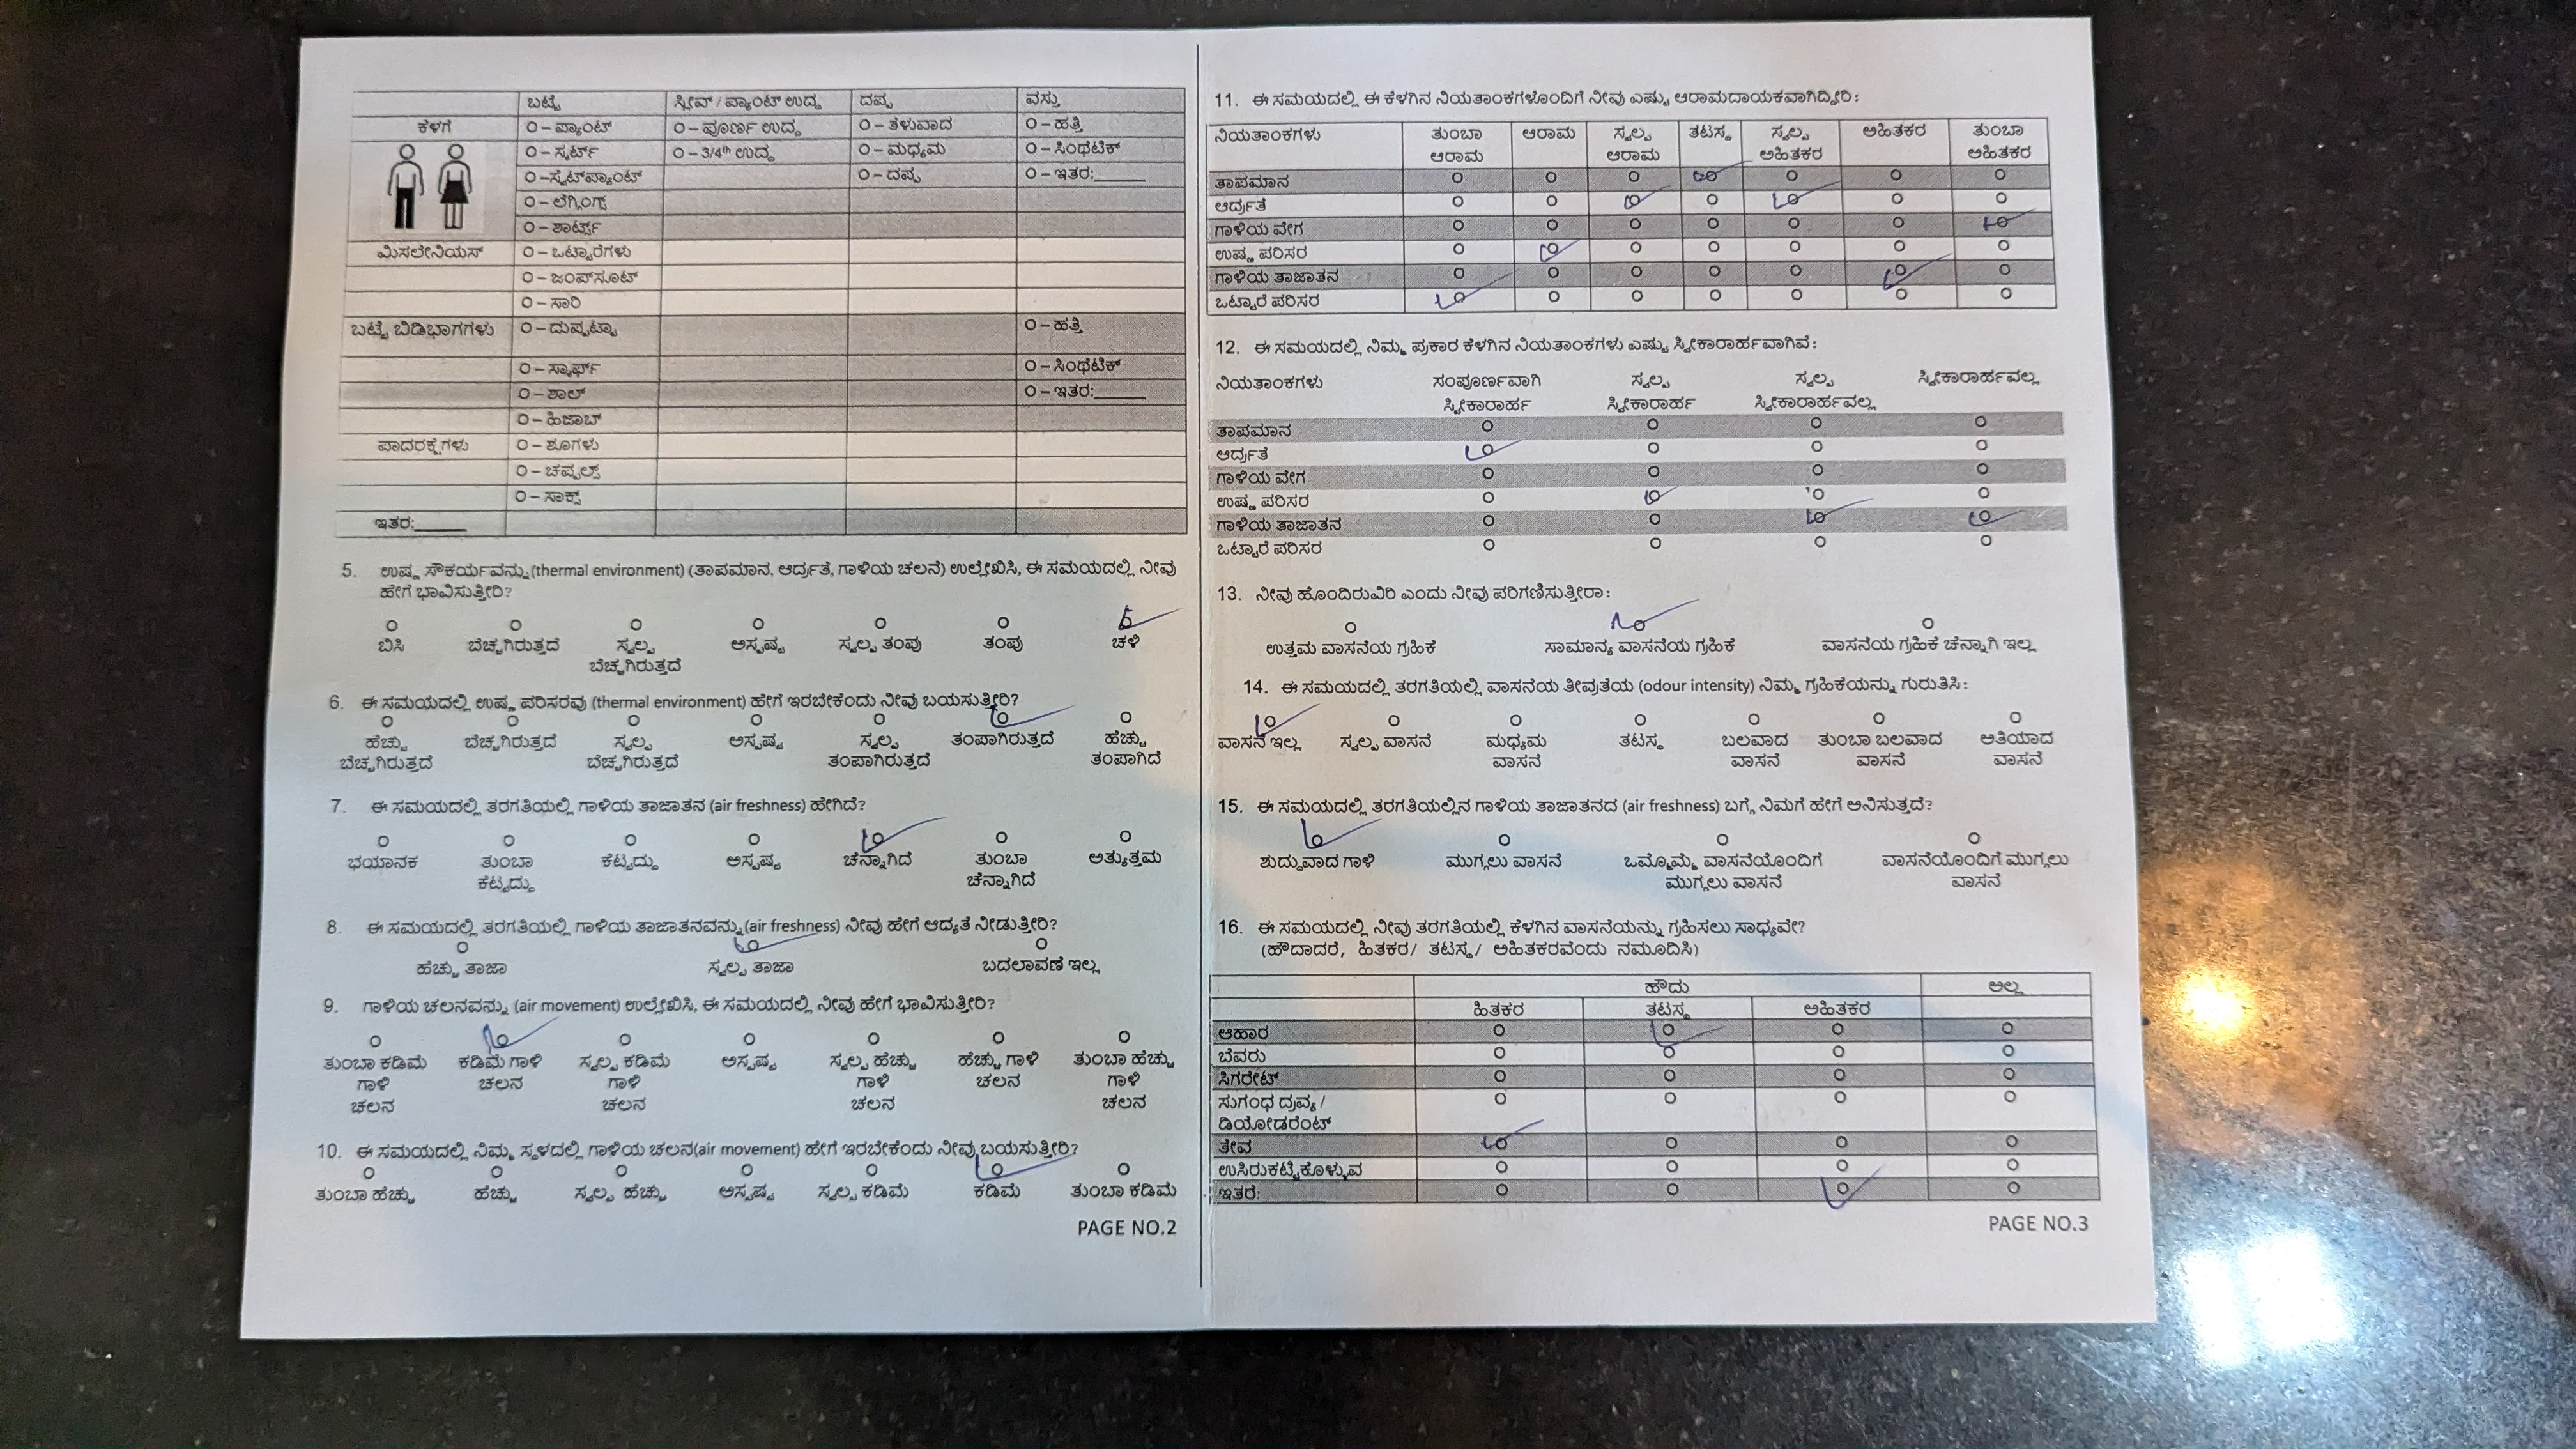 ಬಟ್ಟೆ ಸ್ಲೀವ್ / ಪ್ಯಾಂಟ್ ಉದ್ದ ದಪ್ಪ ವಸ್ತು
ಕೆಳಗೆ O – ಪ್ಯಾಂಟ್ O – ಪೂರ್ಣ ಉದ್ದ O – ತೆಳುವಾದ O – ಹತ್ತಿ
O – ಸ್ಕರ್ಟ್ O – 3/4th ಉದ್ದ O – ಮಧ್ಯಮ O – ಸಿಂಥೆಟಿಕ್
O –ಸ್ವೆಟ್‌ಪ್ಯಾಂಟ್ O – ದಪ್ಪ O – ಇತರ:______
O – ಲೆಗ್ಗಿಂಗ್ಸ್
O – ಶಾರ್ಟ್ಸ್
ಮಿಸಲೇನಿಯಸ್ O – ಒಟ್ಟಾರೆಗಳು
O – ಜಂಪ್‌ಸೂಟ್
O – ಸಾರಿ
ಬಟ್ಟೆ ಬಿಡಿಭಾಗಗಳು O – ದುಪ್ಪಟ್ಟಾ O – ಹತ್ತಿ
O – ಸ್ಕಾರ್ಫ್ O – ಸಿಂಥೆಟಿಕ್
O – ಶಾಲ್ O – ಇತರ:______
O – ಹಿಜಾಬ್
ಪಾದರಕ್ಷೆಗಳು O – ಶೂಗಳು
O – ಚಪ್ಪಲ್ಸ್
O – ಸಾಕ್ಸ್
ಇತರ:______
5. ಉಷ್ಣ ಸೌಕರ್ಯವನ್ನು (thermal environment) (ತಾಪಮಾನ, ಆರ್ದ್ರತೆ, ಗಾಳಿಯ ಚಲನೆ) ಉಲ್ಲೇಖಿಸಿ, ಈ ಸಮಯದಲ್ಲಿ ನೀವು
ಹೇಗೆ ಭಾವಿಸುತ್ತೀರಿ?
ಬಿಸಿ ಬೆಚ್ಚಗಿರುತ್ತದೆ ಸ್ವಲ್ಪ ಅಸ್ಪಷ್ಟ ಸ್ವಲ್ಪ ತಂಪು ತಂಪು ಚಳಿ
ಬೆಚ್ಚಗಿರುತ್ತದೆ
6. ಈ ಸಮಯದಲ್ಲಿ ಉಷ್ಣ ಪರಿಸರವು (thermal environment) ಹೇಗೆ ಇರಬೇಕೆಂದು ನೀವು ಬಯಸುತ್ತೀರಿ?
ಹೆಚ್ಚು ಬೆಚ್ಚಗಿರುತ್ತದೆ ಸ್ವಲ್ಪ ಅಸ್ಪಷ್ಟ ಸ್ವಲ್ಪ ತಂಪಾಗಿರುತ್ತದೆ ಹೆಚ್ಚು
ಬೆಚ್ಚಗಿರುತ್ತದೆ ಬೆಚ್ಚಗಿರುತ್ತದೆ ತಂಪಾಗಿರುತ್ತದೆ ತಂಪಾಗಿದೆ
7. ಈ ಸಮಯದಲ್ಲಿ ತರಗತಿಯಲ್ಲಿ ಗಾಳಿಯ ತಾಜಾತನ (air freshness) ಹೇಗಿದೆ?
ಭಯಾನಕ ತುಂಬಾ ಕೆಟ್ಟದ್ದು ಅಸ್ಪಷ್ಟ ಚೆನ್ನಾಗಿದೆ ತುಂಬಾ ಅತ್ಯುತ್ತಮ
ಕೆಟ್ಟದ್ದು ಚೆನ್ನಾಗಿದೆ
8. ಈ ಸಮಯದಲ್ಲಿ ತರಗತಿಯಲ್ಲಿ ಗಾಳಿಯ ತಾಜಾತನವನ್ನು (air freshness) ನೀವು ಹೇಗೆ ಆದ್ಯತೆ ನೀಡುತ್ತೀರಿ?
ಹೆಚ್ಚು ತಾಜಾ ಸ್ವಲ್ಪ ತಾಜಾ ಬದಲಾವಣೆ ಇಲ್ಲ
9. ಗಾಳಿಯ ಚಲನವನ್ನು (air movement) ಉಲ್ಲೇಖಿಸಿ, ಈ ಸಮಯದಲ್ಲಿ ನೀವು ಹೇಗೆ ಭಾವಿಸುತ್ತೀರಿ?
ತುಂಬಾ ಕಡಿಮೆ ಕಡಿಮೆ ಗಾಳಿ ಸ್ವಲ್ಪ ಕಡಿಮೆ ಅಸ್ಪಷ್ಟ ಸ್ವಲ್ಪ ಹೆಚ್ಚು ಹೆಚ್ಚು ಗಾಳಿ ತುಂಬಾ ಹೆಚ್ಚು
ಗಾಳಿ ಚಲನ ಗಾಳಿ ಗಾಳಿ ಚಲನ ಗಾಳಿ
ಚಲನ ಚಲನ ಚಲನ ಚಲನ
10. ಈ ಸಮಯದಲ್ಲಿ ನಿಮ್ಮ ಸ್ಥಳದಲ್ಲಿ ಗಾಳಿಯ ಚಲನ(air movement) ಹೇಗೆ ಇರಬೇಕೆಂದು ನೀವು ಬಯಸುತ್ತೀರಿ?
ತುಂಬಾ ಹೆಚ್ಚು ಹೆಚ್ಚು ಸ್ವಲ್ಪ ಹೆಚ್ಚು ಅಸ್ಪಷ್ಟ ಸ್ವಲ್ಪ ಕಡಿಮೆ ಕಡಿಮೆ ತುಂಬಾ ಕಡಿಮೆ
PAGE NO.2
11. ಈ ಸಮಯದಲ್ಲಿ ಈ ಕೆಳಗಿನ ನಿಯತಾಂಕಗಳೊಂದಿಗೆ ನೀವು ಎಷ್ಟು ಆರಾಮದಾಯಕವಾಗಿದ್ದೀರಿ:
ನಿಯತಾಂಕಗಳು ತುಂಬಾ ಆರಾಮ ಸ್ವಲ್ಪ ತಟಸ್ಥ ಸ್ವಲ್ಪ ಅಹಿತಕರ ತುಂಬಾ
ಆರಾಮ ಆರಾಮ ಅಹಿತಕರ ಅಹಿತಕರ
ತಾಪಮಾನ
ಆರ್ದ್ರತೆ
ಗಾಳಿಯ ವೇಗ
ಉಷ್ಣ ಪರಿಸರ
ಗಾಳಿಯ ತಾಜಾತನ
ಒಟ್ಟಾರೆ ಪರಿಸರ
12. ಈ ಸಮಯದಲ್ಲಿ ನಿಮ್ಮ ಪ್ರಕಾರ ಕೆಳಗಿನ ನಿಯತಾಂಕಗಳು ಎಷ್ಟು ಸ್ವೀಕಾರಾರ್ಹವಾಗಿವೆ:
ನಿಯತಾಂಕಗಳು ಸಂಪೂರ್ಣವಾಗಿ ಸ್ವಲ್ಪ ಸ್ವಲ್ಪ ಸ್ವೀಕಾರಾರ್ಹವಲ್ಲ
ಸ್ವೀಕಾರಾರ್ಹ ಸ್ವೀಕಾರಾರ್ಹ ಸ್ವೀಕಾರಾರ್ಹವಲ್ಲ
ತಾಪಮಾನ
ಆರ್ದ್ರತೆ
ಗಾಳಿಯ ವೇಗ
ಉಷ್ಣ ಪರಿಸರ
ಗಾಳಿಯ ತಾಜಾತನ
ಒಟ್ಟಾರೆ ಪರಿಸರ
13. ನೀವು ಹೊಂದಿರುವಿರಿ ಎಂದು ನೀವು ಪರಿಗಣಿಸುತ್ತೀರಾ:
ಉತ್ತಮ ವಾಸನೆಯ ಗ್ರಹಿಕೆ ಸಾಮಾನ್ಯ ವಾಸನೆಯ ಗ್ರಹಿಕೆ ವಾಸನೆಯ ಗ್ರಹಿಕೆ ಚೆನ್ನಾಗಿ ಇಲ್ಲ
14. ಈ ಸಮಯದಲ್ಲಿ ತರಗತಿಯಲ್ಲಿ ವಾಸನೆಯ ತೀವ್ರತೆಯ (odour intensity) ನಿಮ್ಮ ಗ್ರಹಿಕೆಯನ್ನು ಗುರುತಿಸಿ:
ವಾಸನೆ ಇಲ್ಲ ಸ್ವಲ್ಪ ವಾಸನೆ ಮಧ್ಯಮ ತಟಸ್ಥ ಬಲವಾದ ತುಂಬಾ ಬಲವಾದ ಅತಿಯಾದ
ವಾಸನೆ ವಾಸನೆ ವಾಸನೆ ವಾಸನೆ
15. ಈ ಸಮಯದಲ್ಲಿ ತರಗತಿಯಲ್ಲಿನ ಗಾಳಿಯ ತಾಜಾತನದ (air freshness) ಬಗ್ಗೆ ನಿಮಗೆ ಹೇಗೆ ಅನಿಸುತ್ತದೆ?
ಶುದ್ದುವಾದ ಗಾಳಿ ಮುಗ್ಗಲು ವಾಸನೆ ಒಮ್ಮೊಮ್ಮೆ ವಾಸನೆಯೊಂದಿಗೆ ವಾಸನೆಯೊಂದಿಗೆ ಮುಗ್ಗಲು
ಮುಗ್ಗಲು ವಾಸನೆ ವಾಸನೆ
16. ಈ ಸಮಯದಲ್ಲಿ ನೀವು ತರಗತಿಯಲ್ಲಿ ಕೆಳಗಿನ ವಾಸನೆಯನ್ನು ಗ್ರಹಿಸಲು ಸಾಧ್ಯವೇ?
(ಹೌದಾದರೆ, ಹಿತಕರ/ ತಟಸ್ಥ/ ಅಹಿತಕರವೆಂದು ನಮೂದಿಸಿ)
ಹೌದು ಅಲ್ಲ
ಹಿತಕರ ತಟಸ್ಥ ಅಹಿತಕರ
ಆಹಾರ
ಬೆವರು
ಸಿಗರೇಟ್
ಸುಗಂಧ ದ್ರವ್ಯ /
ಡಿಯೋಡರೆಂಟ್
ತೇವ
ಉಸಿರುಕಟ್ಟಿಕೊಳ್ಳುವ
ಇತರೆ:
PAGE NO.3